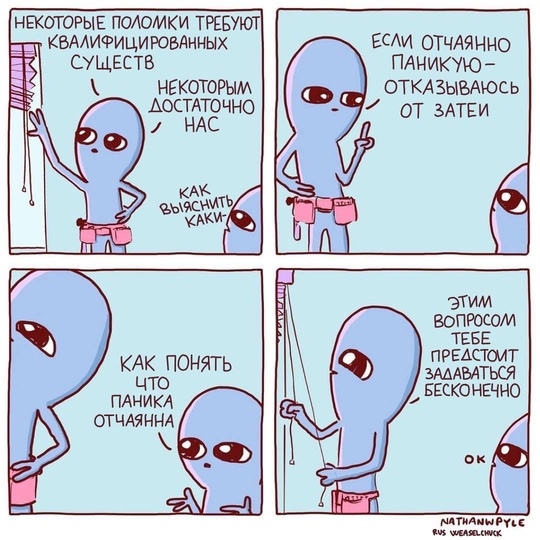 НЕКОТОРЫЕ ПОЛОМКИ ТРЕБУЮТ
КВАЛИФИЦИРОВАННЫХ
СУЩЕСТВ
НЕКОТОРЫМ
ДОСТАТОЧНО
НАС
КАК
ВЫЯСНИТЬ
КАКИ-
ЕСЛИ ОТЧАЯННО
ПАНИКУЮ –
ОТКАЗЫВАЮСЬ
ОТ ЗАТЕИ
КАК ПОНЯТЬ
ЧТО
ПАНИКА
ОТЧАЯННА
ЭТИМ
ВОПРОСОМ
ТЕБЕ
ПРЕДСТОИТ
ЗАДАВАТЬСЯ
БЕСКОНЕЧНО
ОК
NATHANWPYLE
RUS WEASELCHUCK